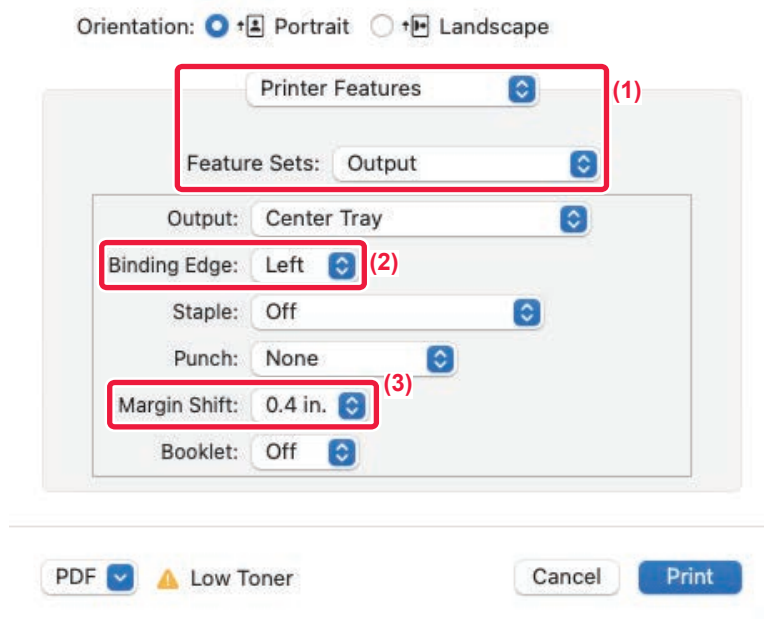 Orientation: Portrait Landscape
Printer Features
(1)
Feature Sets: Output
Output: Center Tray
Binding Edge: Left (2)
Staple: Off
Punch: None
(3)
Margin Shift: 0.4 in.
Booklet: Off
PDF Low Toner Cancel Print